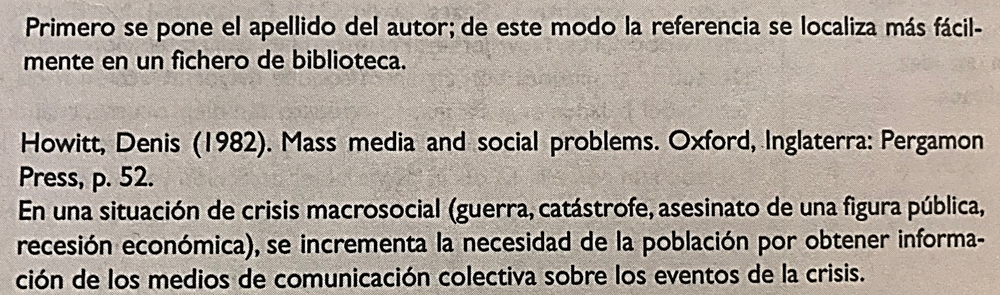 Primero se pone el apellido del autor; de este modo la referencia se localiza más fácil-
mente en un fichero de biblioteca.
Howitt, Denis (1982). Mass media and social problems. Oxford, Inglaterra: Pergamon
Press, p. 52.
En una situación de crisis macrosocial (guerra, catástrofe, asesinato de una figura pública,
recesión económica), se incrementa la necesidad de la población por obtener informa-
ción de los medios de comunicación colectiva sobre los eventos de la crisis.